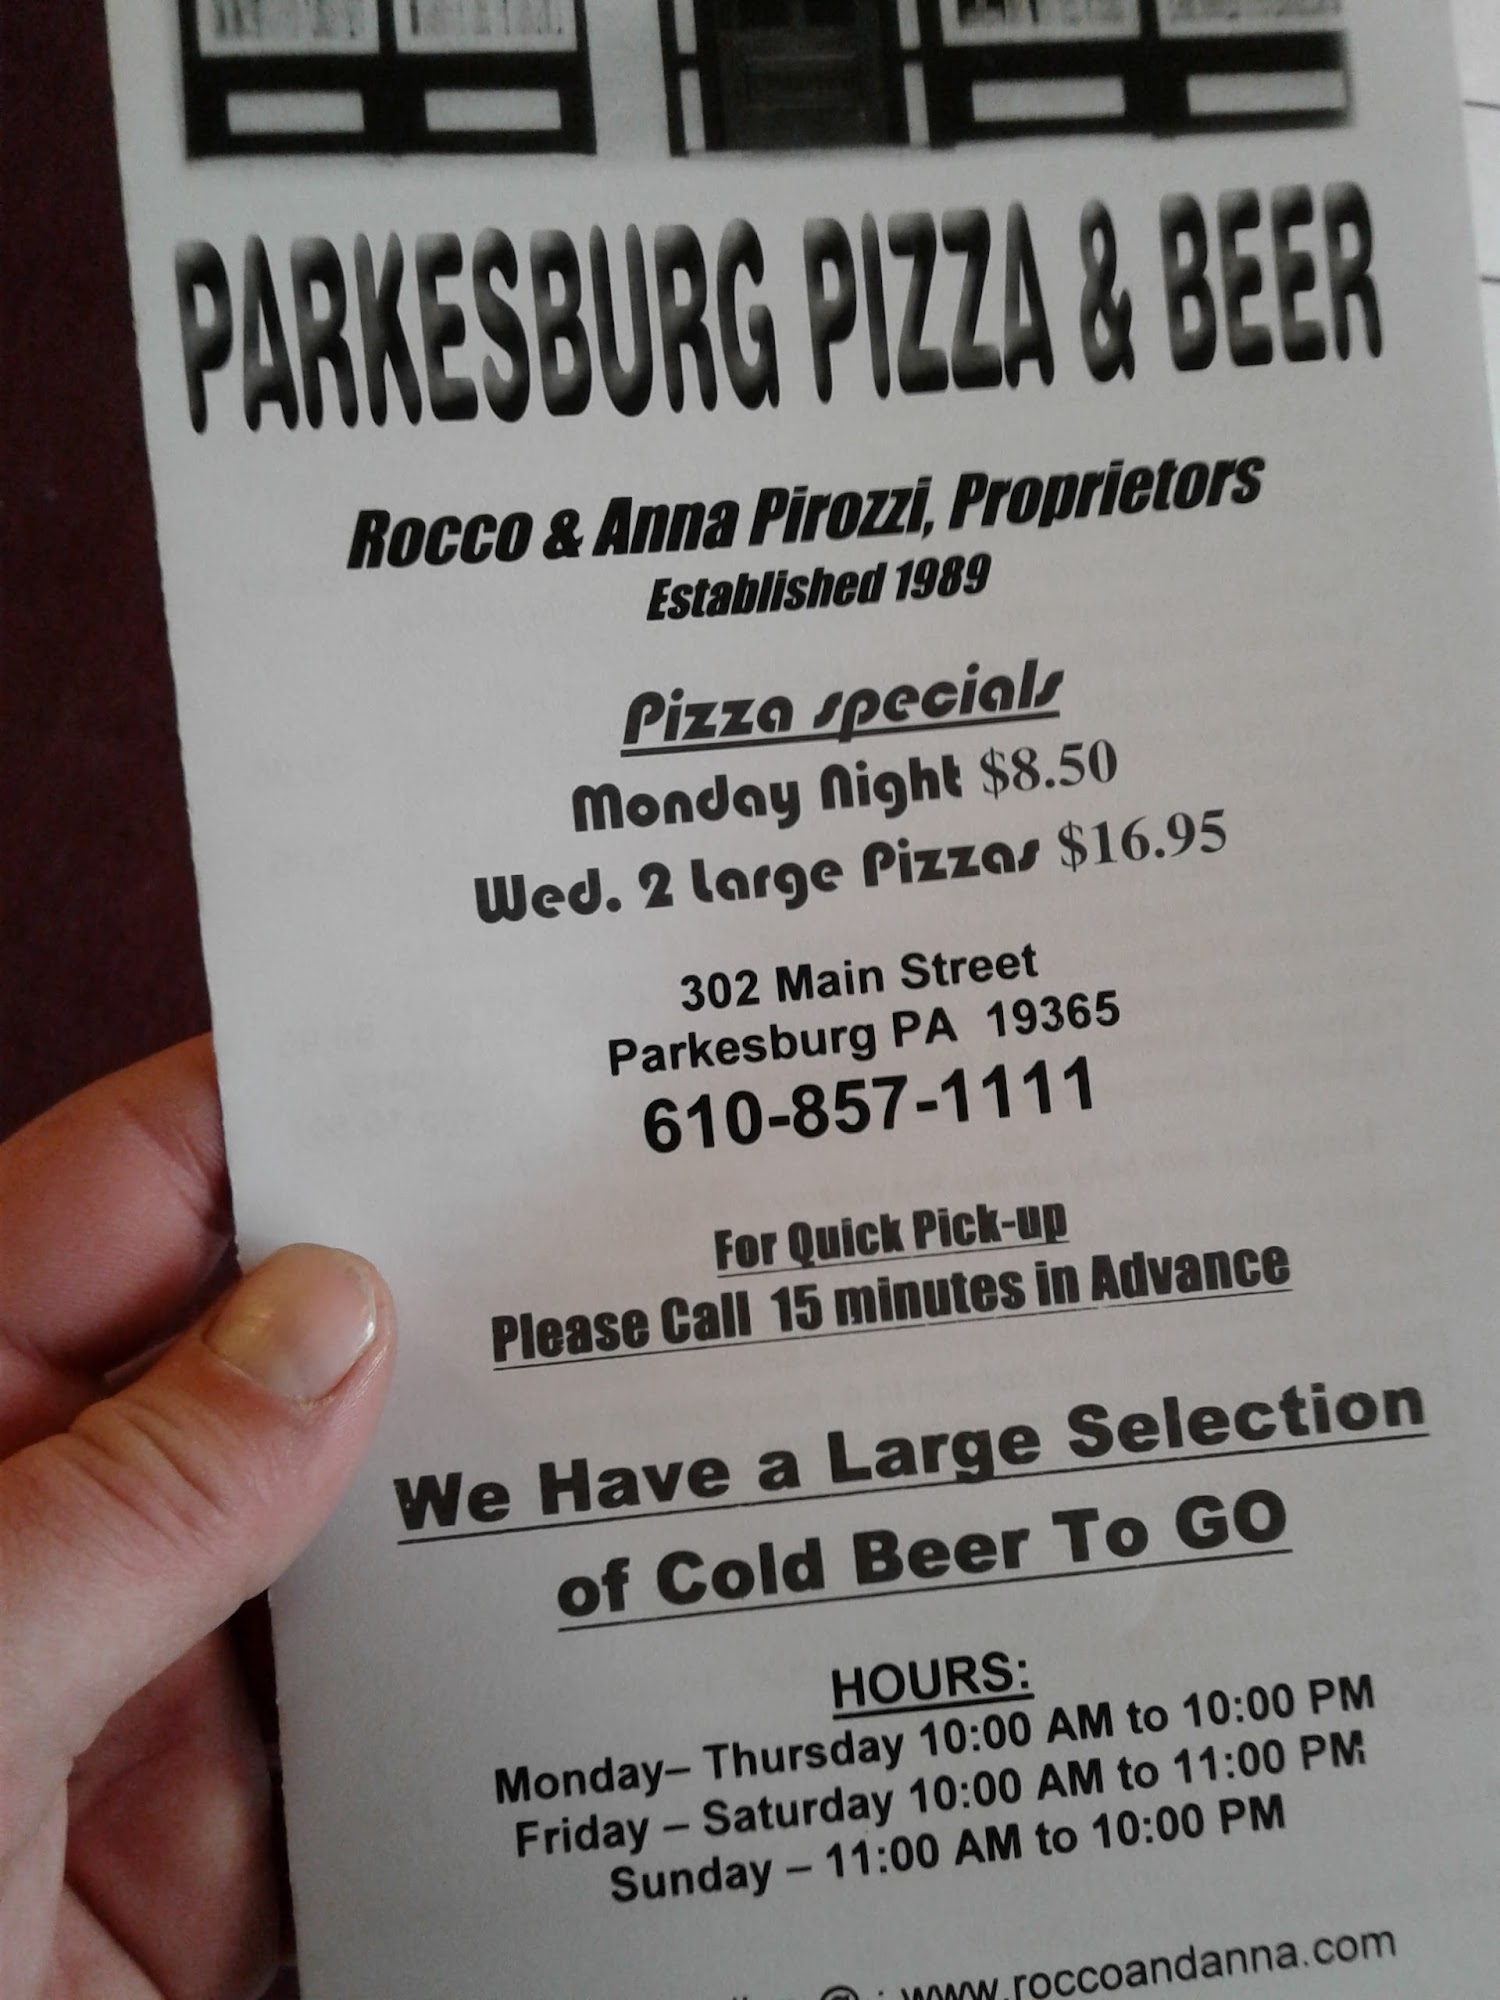 PARKESBURG PIZZA & BEER
Rocco & Anna Pirozzi, Proprietors
Established 1989
Pizza specials
Monday Night $8.50
Wed. 2 Large Pizzas $16.95
302 Main Street
Parkesburg PA 19365
610-857-1111
For Quick Pick-up
Please Call 15 minutes in Advance
We Have a Large Selection
of Cold Beer To GO
HOURS:
Monday– Thursday 10:00 AM to 10:00 PM
Friday – Saturday 10:00 AM to 11:00 PM
Sunday – 11:00 AM to 10:00 PM
@ : www.roccoandanna.com